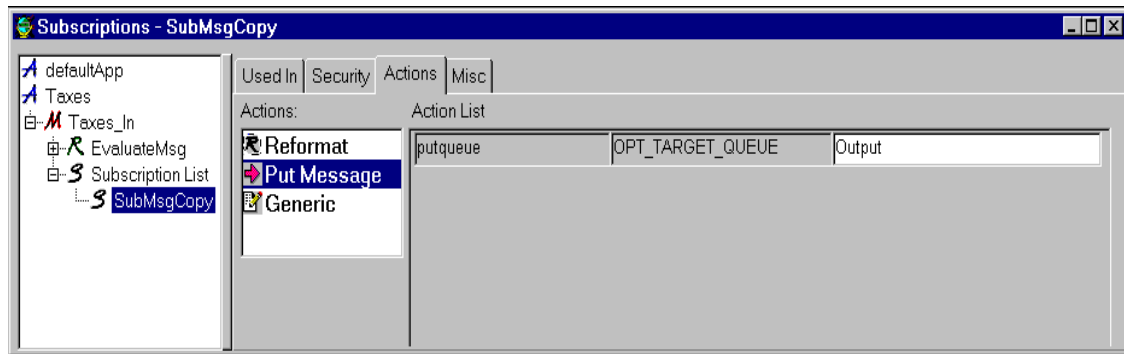 Subscriptions - SubMsgCopy
defaultApp
Taxes
Taxes_In
EvaluateMsg
Subscription List
SubMsgCopy
Used In Security Actions Misc
Actions: Action List
Reformat
Put Message
Generic
putqueue OPT_TARGET_QUEUE Output